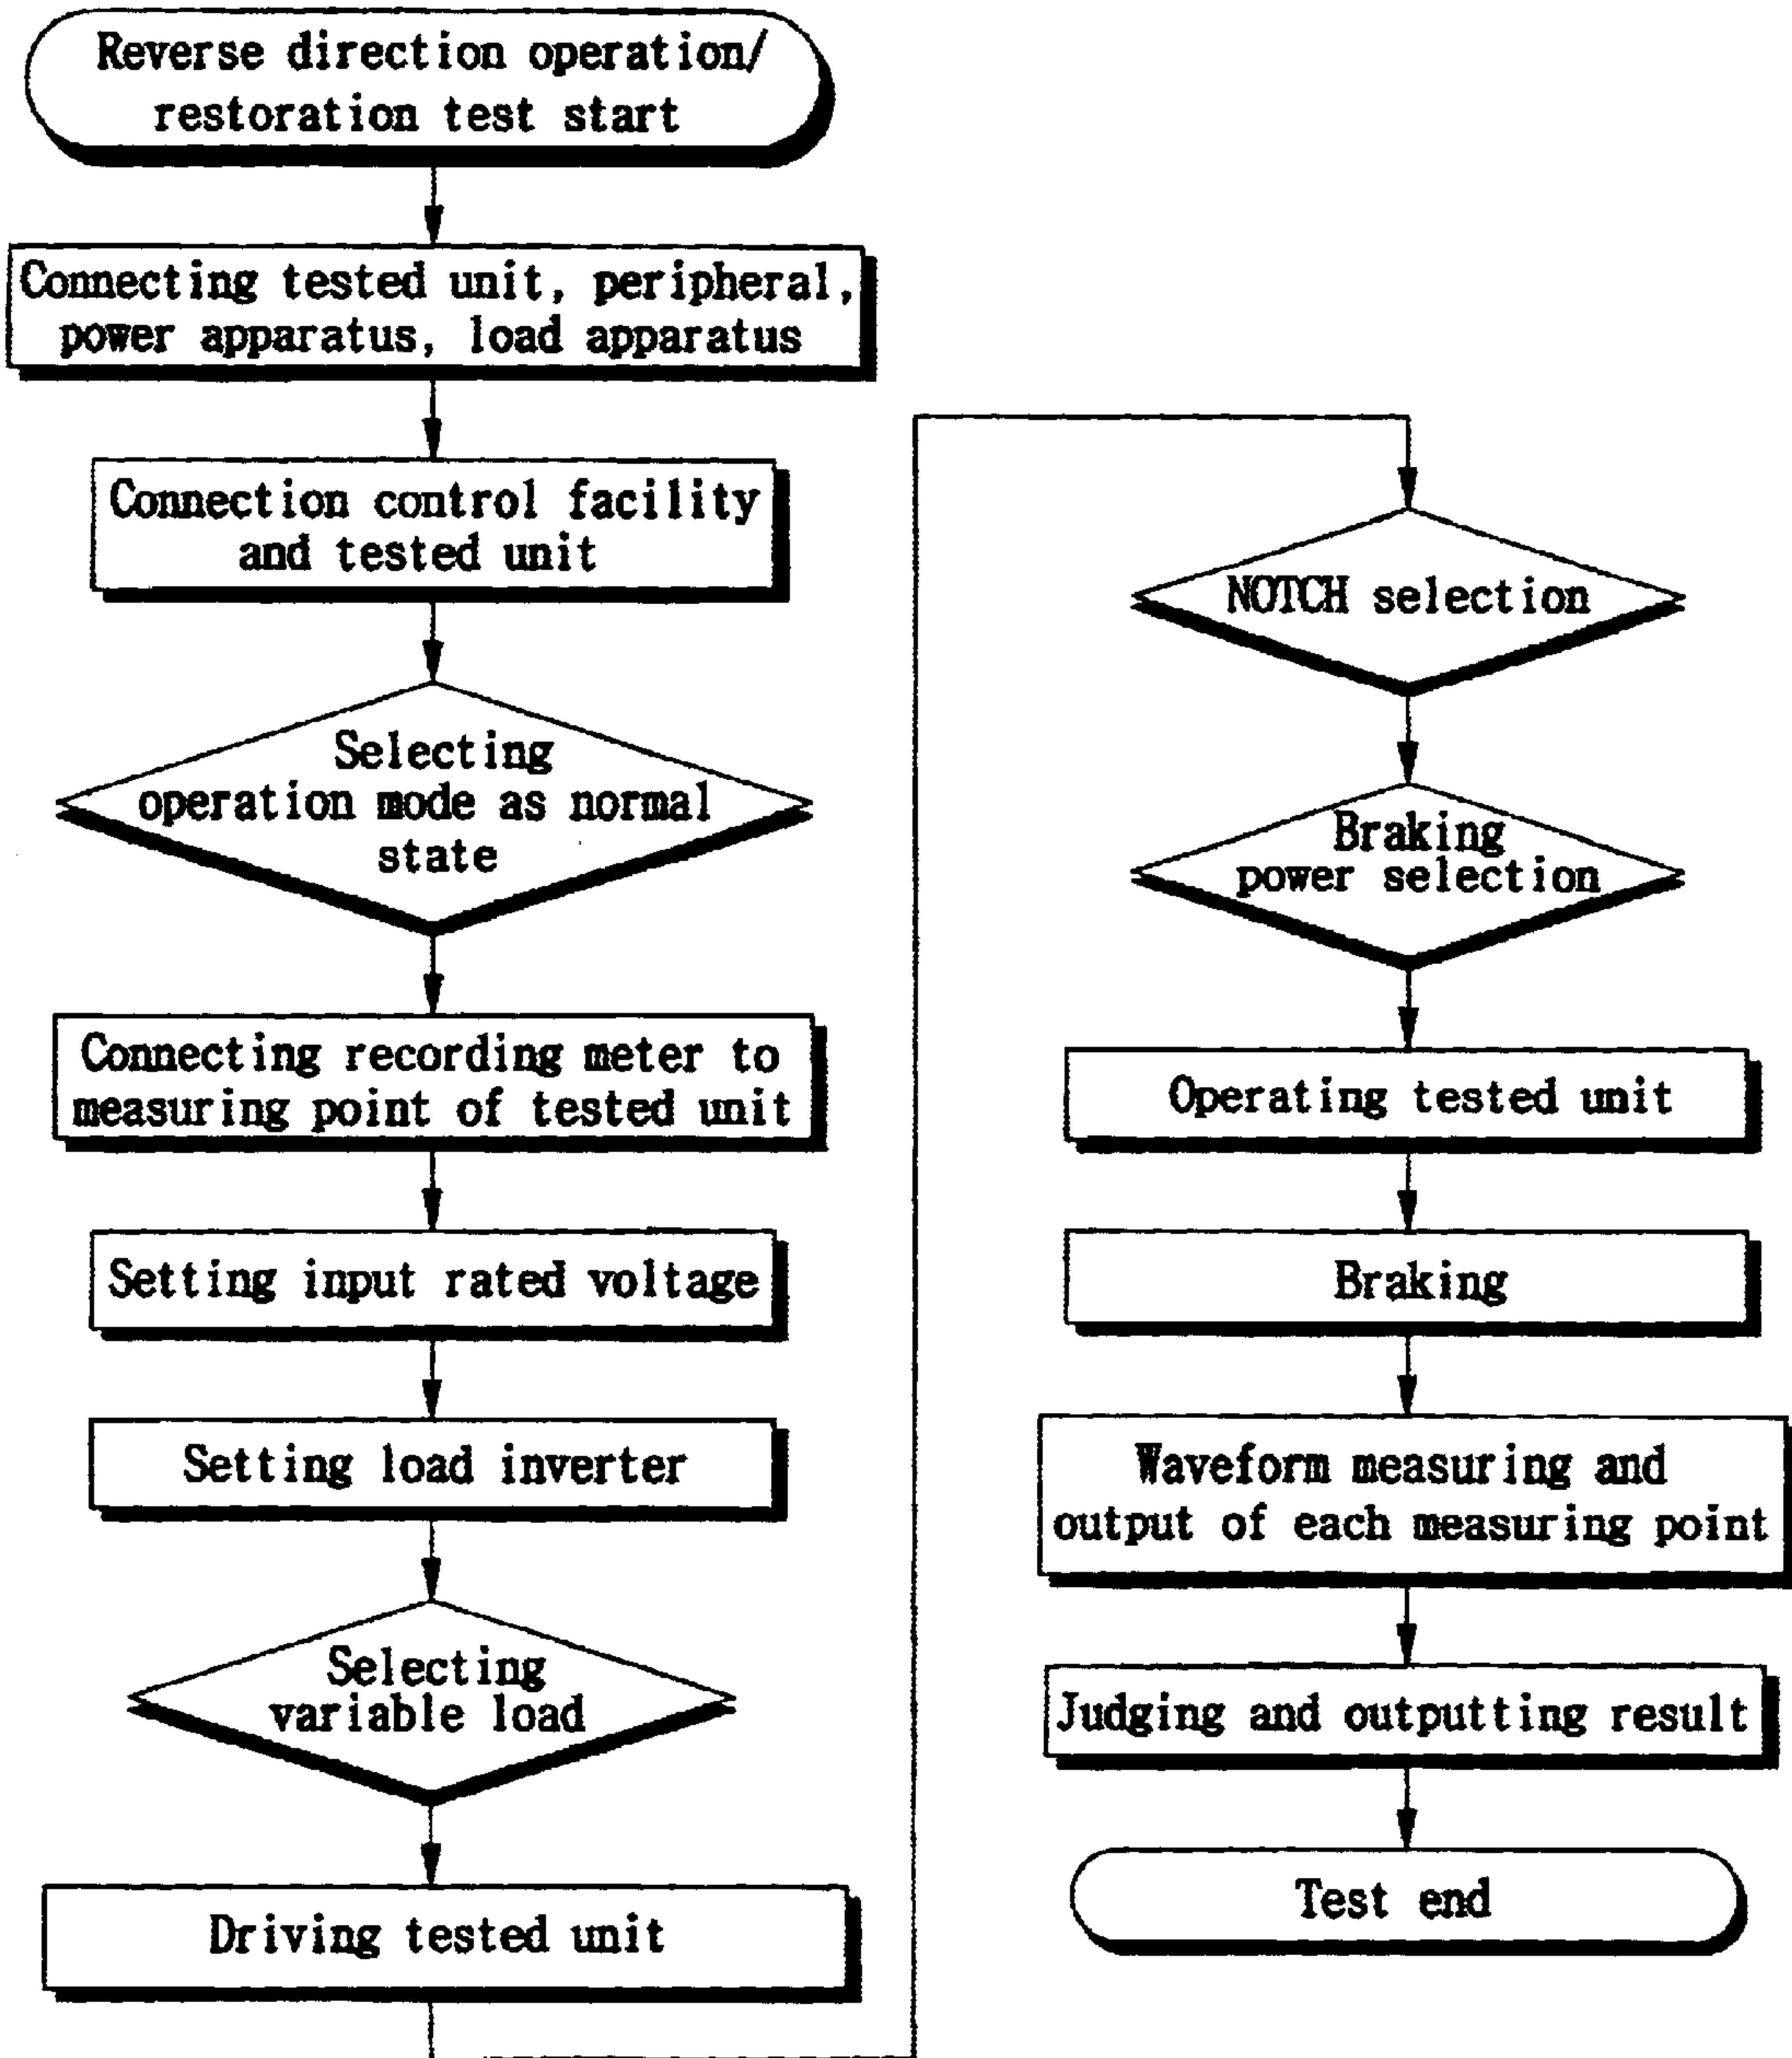 Reverse direction operation/
restoration test start
Connecting tested unit, peripheral,
power apparatus, load apparatus
Connection control facility
and tested unit
Selecting
operation mode as normal
state
Connecting recording meter to
measuring point of tested unit
Setting input rated voltage
Setting load inverter
Selecting
variable load
Driving tested unit
NOTCH selection
Braking
power selection
Operating tested unit
Braking
Waveform measuring and
output of each measuring point
Judging and outputting result
Test end